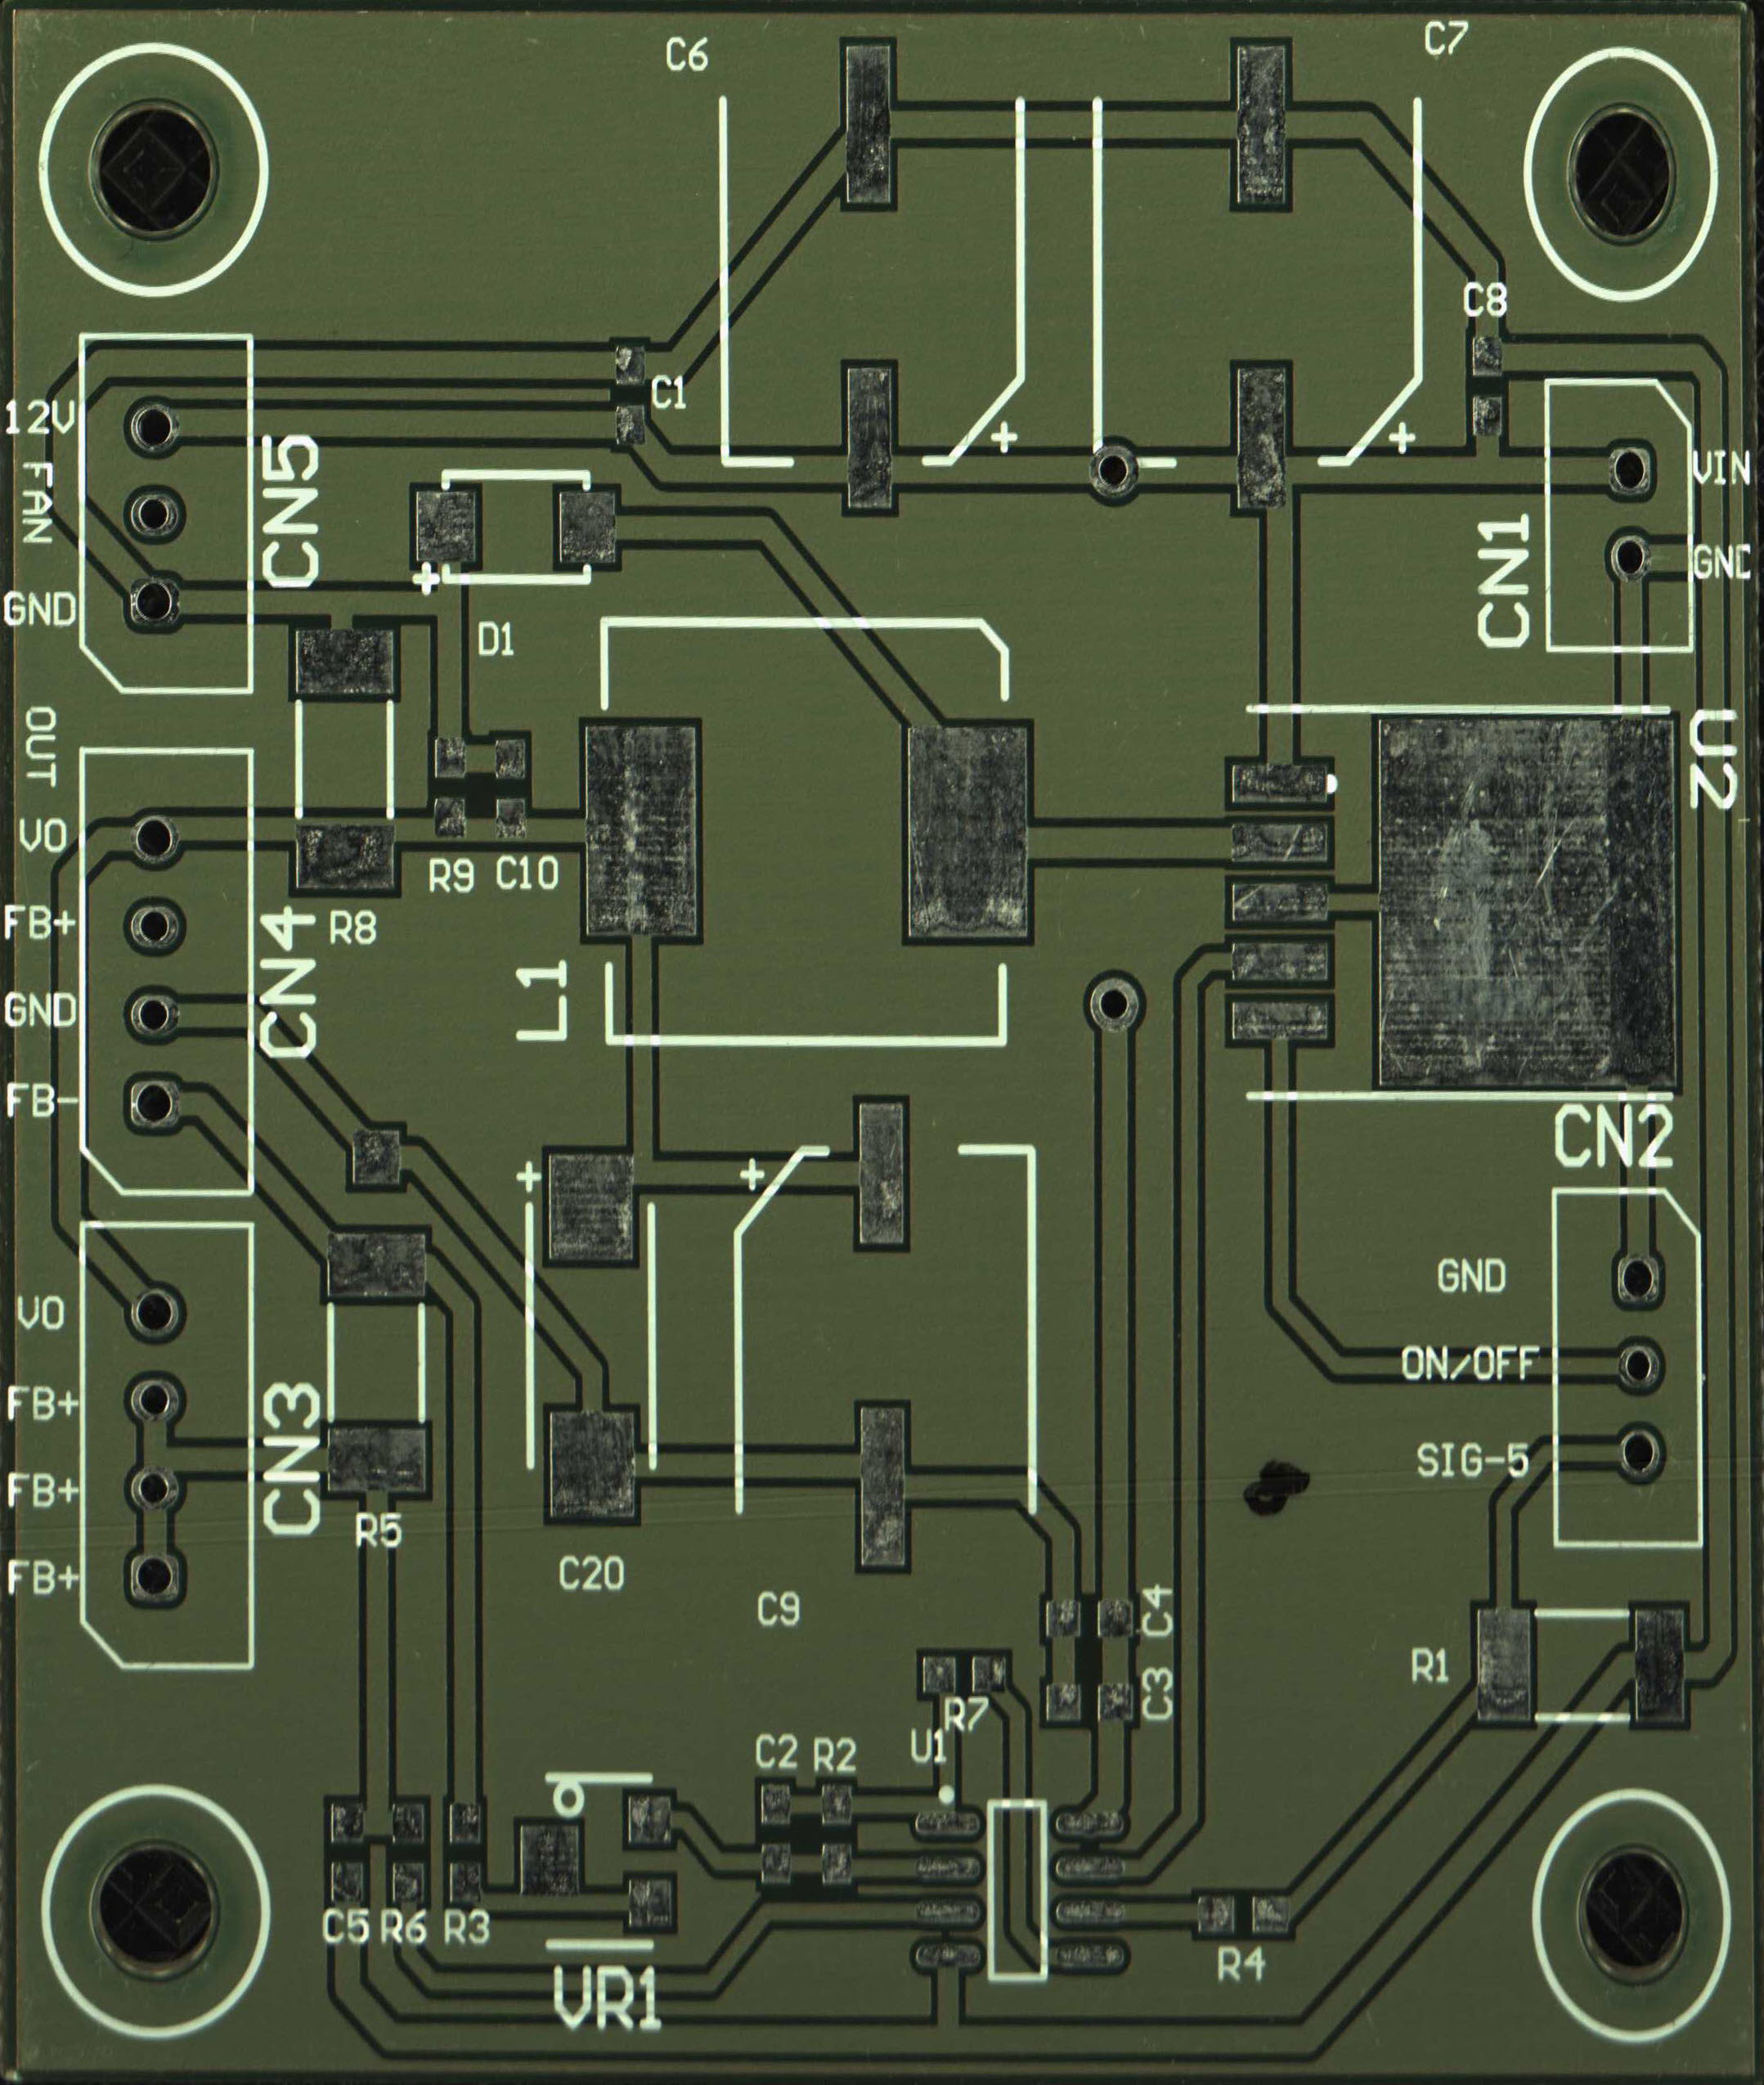 C6
C7
C8
C1
12V
FAN
GND
CN5
VIN
GND
CN1
D1
OUT
U2
VO
FB+
GND
FB-
CN4
R9
C10
R8
L1
CN2
GND
ON/OFF
SIG-5
VO
FB+
FB+
FB+
CN3
R5
C20
C9
C4
C3
R1
R7
U1
C2
R2
C5
R6
R3
R4
VR1